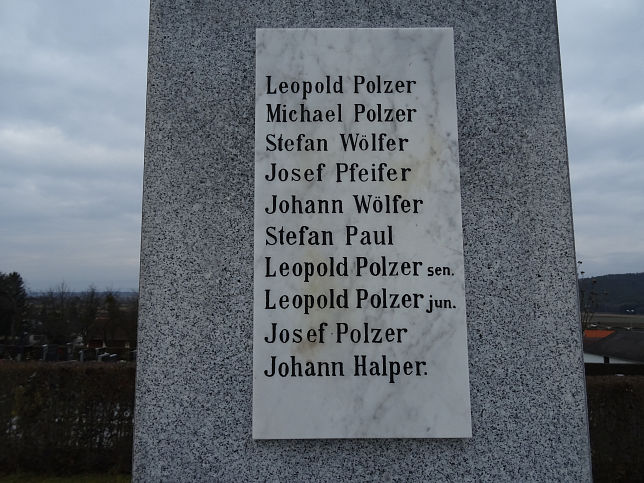 Leopold Polzer
Michael Polzer
Stefan Wölfer
Josef Pfeifer
Johann Wölfer
Stefan Paul
Leopold Polzer sen.
Leopold Polzer jun.
Josef Polzer
Johann Halper.